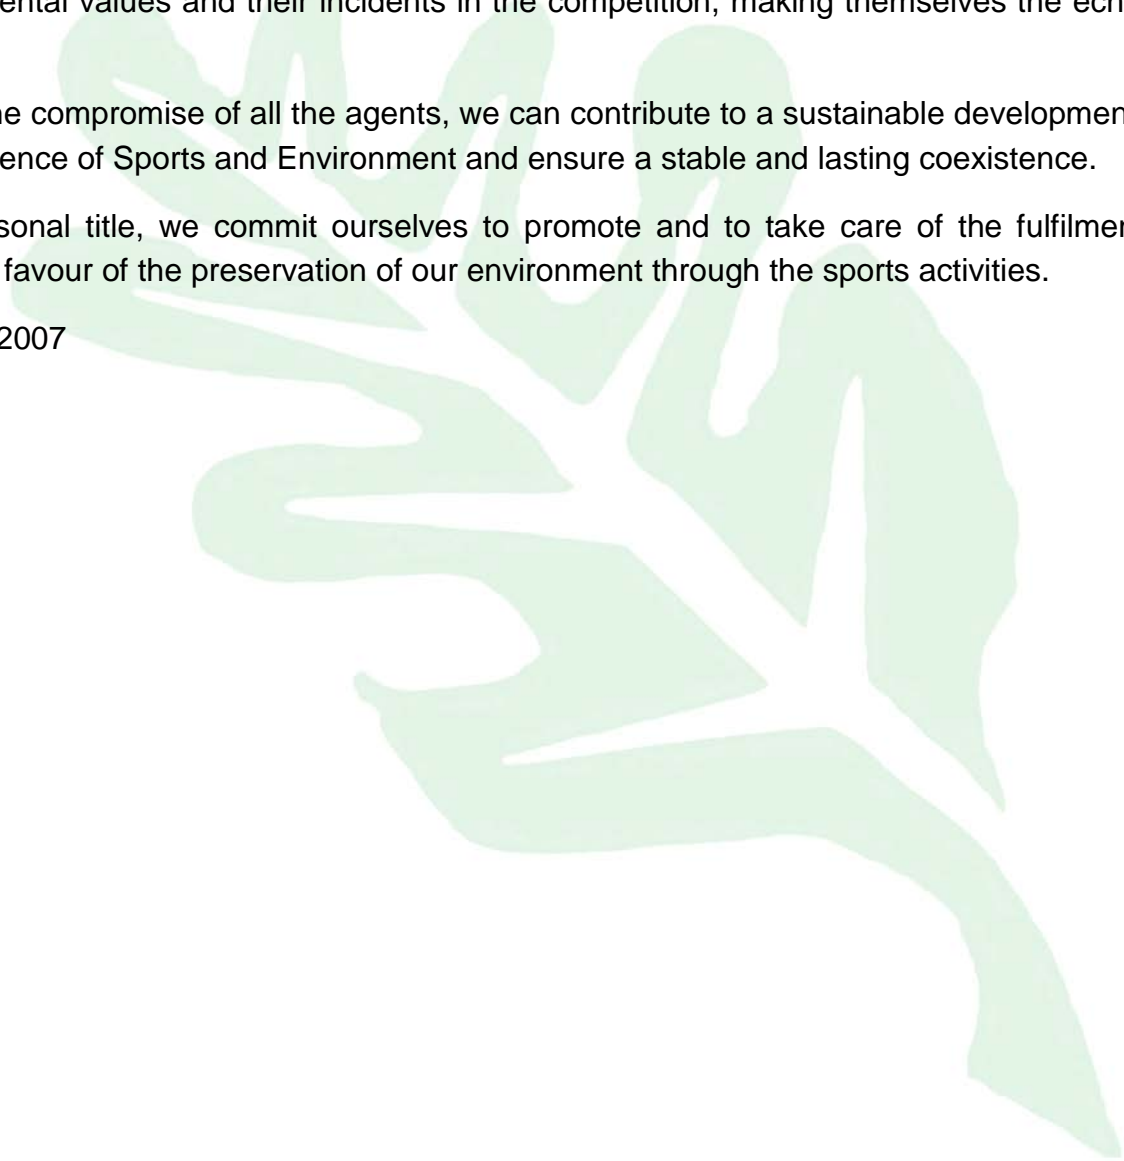 ental values and their incidents in the competition, making themselves the ech
ne compromise of all the agents, we can contribute to a sustainable developmen
ence of Sports and Environment and ensure a stable and lasting coexistence.
sonal title, we commit ourselves to promote and to take care of the fulfilmer
favour of the preservation of our environment through the sports activities.
2007